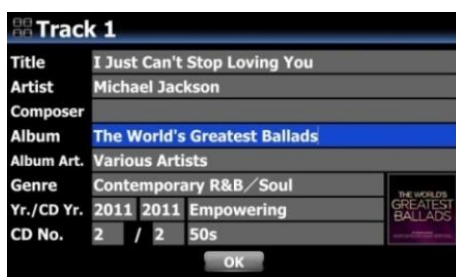 Track 1
Title I Just Can't Stop Loving You
Artist Michael Jackson
Composer
Album The World's Greatest Ballads
Album Art. Various Artists
Genre Contemporary R&B／Soul
Yr./CD Yr. 2011 2011 Empowering
CD No. 2 / 2 50s
THE WORLD'S
GREATEST
BALLADS
OK